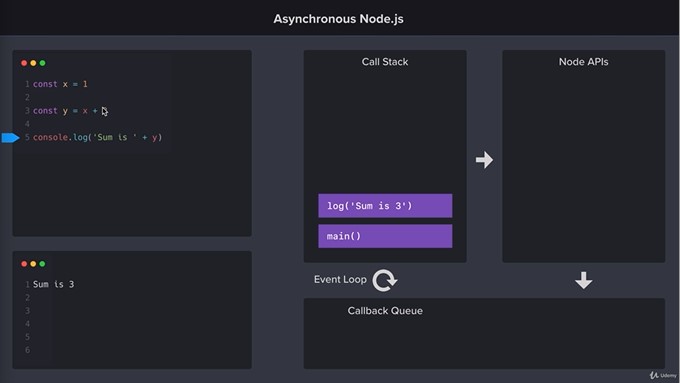 Asynchronous Node.js
1 const x = 1
2
3 const y = x +
4
5 console.log('Sum is ' + y)
1 Sum is 3
2
3
4
5
6
Call Stack
log('Sum is 3')
main()
Node APIs
Event Loop
Callback Queue
Udemy